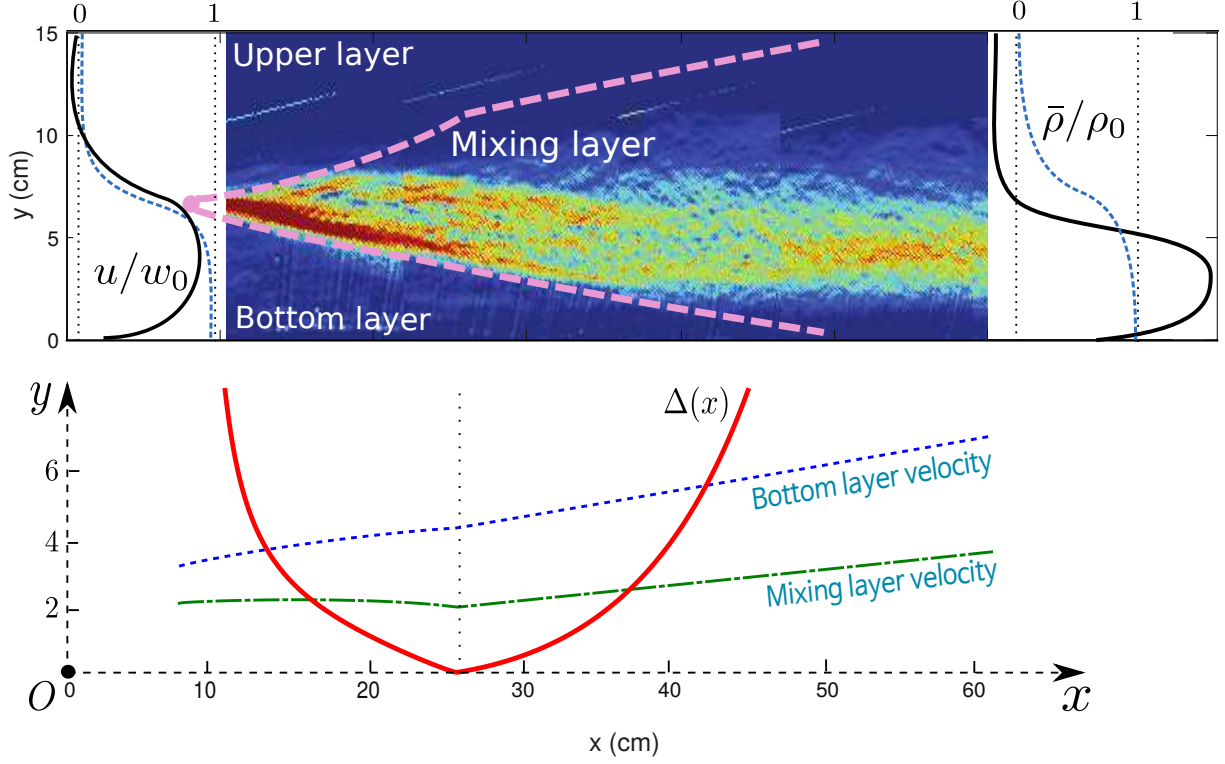 0 1
0 1
15
Upper layer
ρ̄/ρ₀
10
Mixing layer
y (cm)
5
u/w₀
Bottom layer
0
y
Δ(x)
6
Bottom layer velocity
4
Mixing layer velocity
2
O
0 10 20 30 40 50 60
x
x (cm)